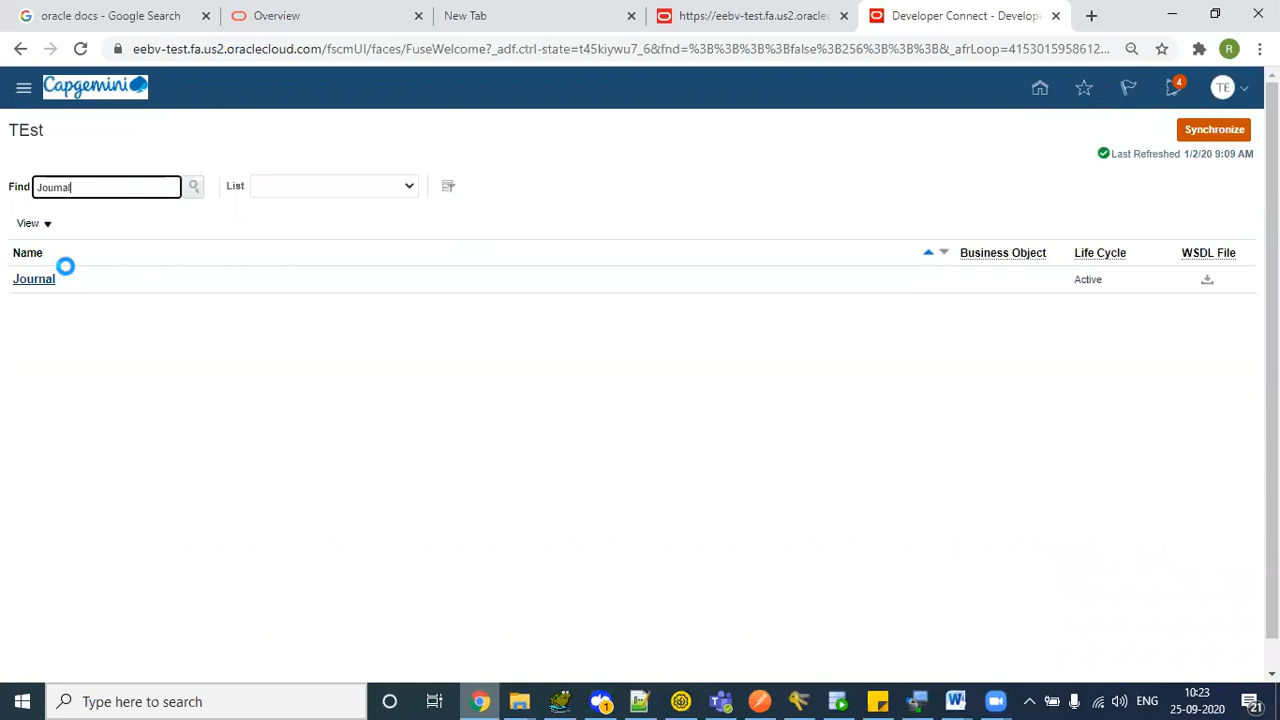 oracle docs - Google Search
Overview
New Tab
https://eebv-test.fa.us2.oraclec
Developer Connect - Develope
eebv-test.fa.us2.oraclecloud.com/fscmUI/faces/FuseWelcome?_adf.ctrl-state=t45kiywu7_6&fnd=%3B%3B%3B%3Bfalse%3B256%3B%3B%3B&_afrLoop=4153015958612...
R
Capgemini
4
TE
TEst
Synchronize
Last Refreshed 1/2/20 9:09 AM
Find Journal List
View
Name Business Object Life Cycle WSDL File
Journal Active
Type here to search
1
W
ENG
10:23
25-09-2020
21